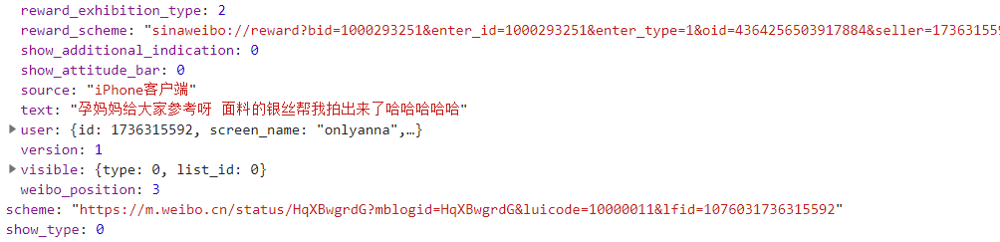 reward_exhibition_type: 2
reward_scheme: "sinaweibo://reward?bid=1000293251&enter_id=1000293251&enter_type=1&oid=4364256503917884&seller=173631559
show_additional_indication: 0
show_attitude_bar: 0
source: "iPhone客户端"
text: "孕妈妈给大家参考呀 面料的银丝帮我拍出来了哈哈哈哈哈"
user: {id: 1736315592, screen_name: "onlyanna",…}
version: 1
visible: {type: 0, list_id: 0}
weibo_position: 3
scheme: "https://m.weibo.cn/status/HqXBwgrdG?mblogid=HqXBwgrdG&luicode=10000011&lfid=1076031736315592"
show_type: 0